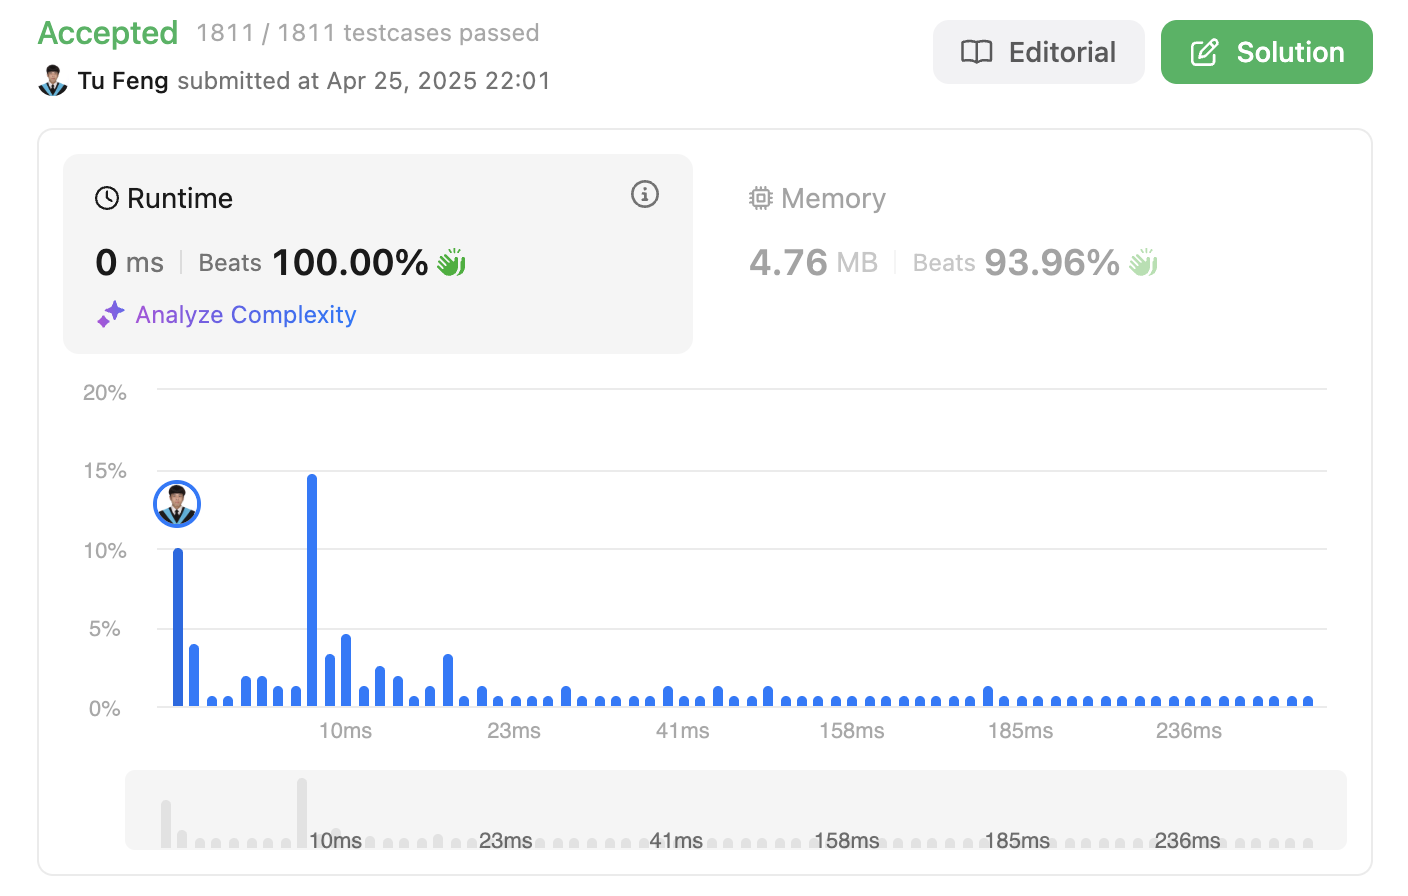 Accepted 1811 / 1811 testcases passed
Tu Feng submitted at Apr 25, 2025 22:01
Editorial
Solution
Runtime
0 ms | Beats 100.00%
Analyze Complexity
Memory
4.76 MB | Beats 93.96%
20%
15%
10%
5%
0%
10ms 23ms 41ms 158ms 185ms 236ms
10ms 23ms 41ms 158ms 185ms 236ms